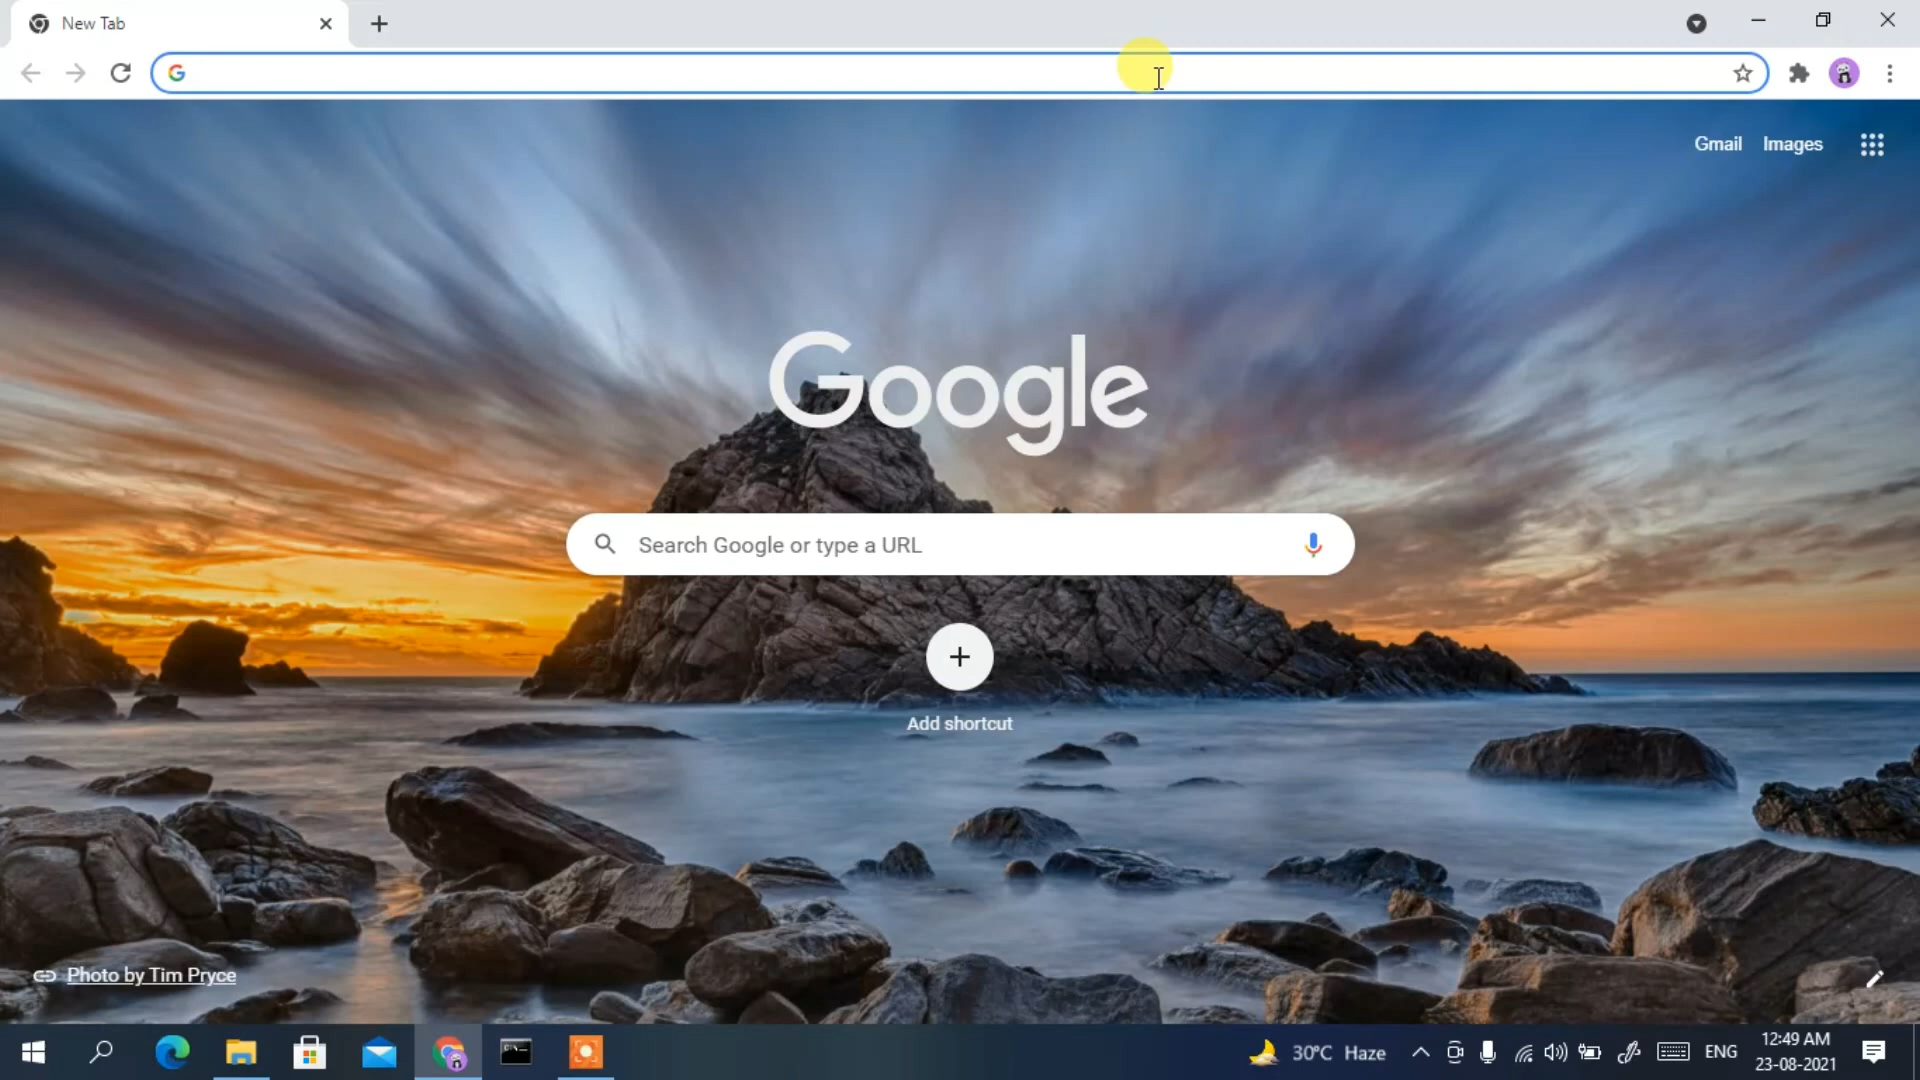 New Tab
Gmail Images
Google
Search Google or type a URL
Add shortcut
Photo by Tim Pryce
30°C Haze
ENG
12:49 AM
23-08-2021